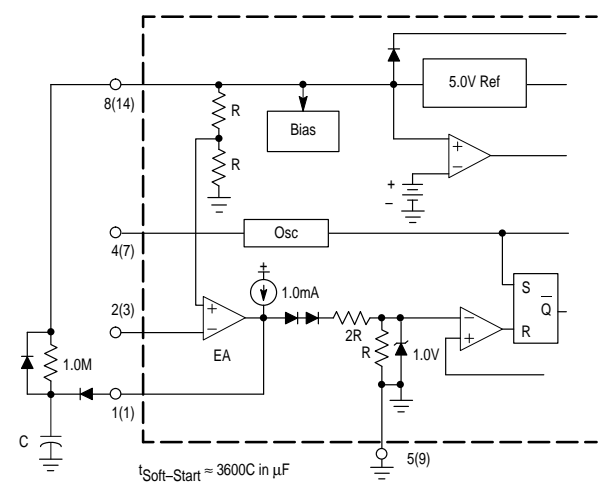 8(14)
R
Bias
5.0V Ref
+
−
R
+
−
4(7)
Osc
+
1.0mA
S
Q
R
2(3)
+
−
EA
2R
R
1.0V
−
+
1.0M
1(1)
C
5(9)
tSoft–Start ≈ 3600C in µF